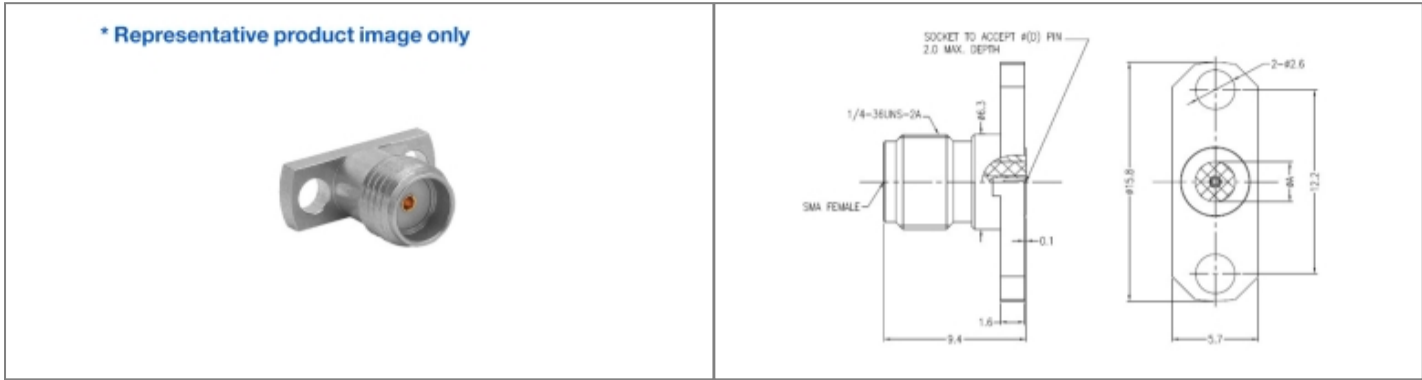 * Representative product image only
SOCKET TO ACCEPT ø(D) PIN
2.0 MAX. DEPTH
2-ø2.6
1/4-36UNS-2A
ø6.3
ø15.8
øA
12.2
SMA FEMALE
0.1
1.6
9.4
5.7